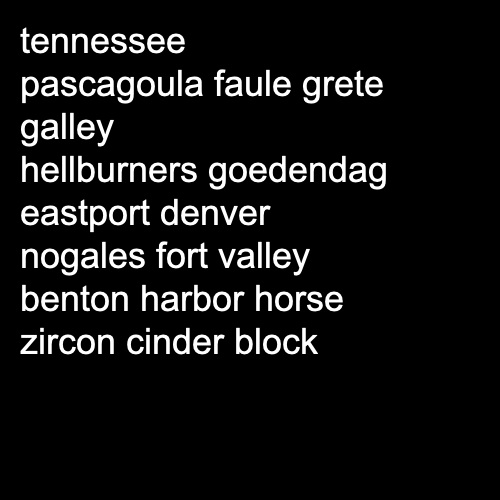 tennessee
pascagoula faule grete
galley
hellburners goedendag
eastport denver
nogales fort valley
benton harbor horse
zircon cinder block